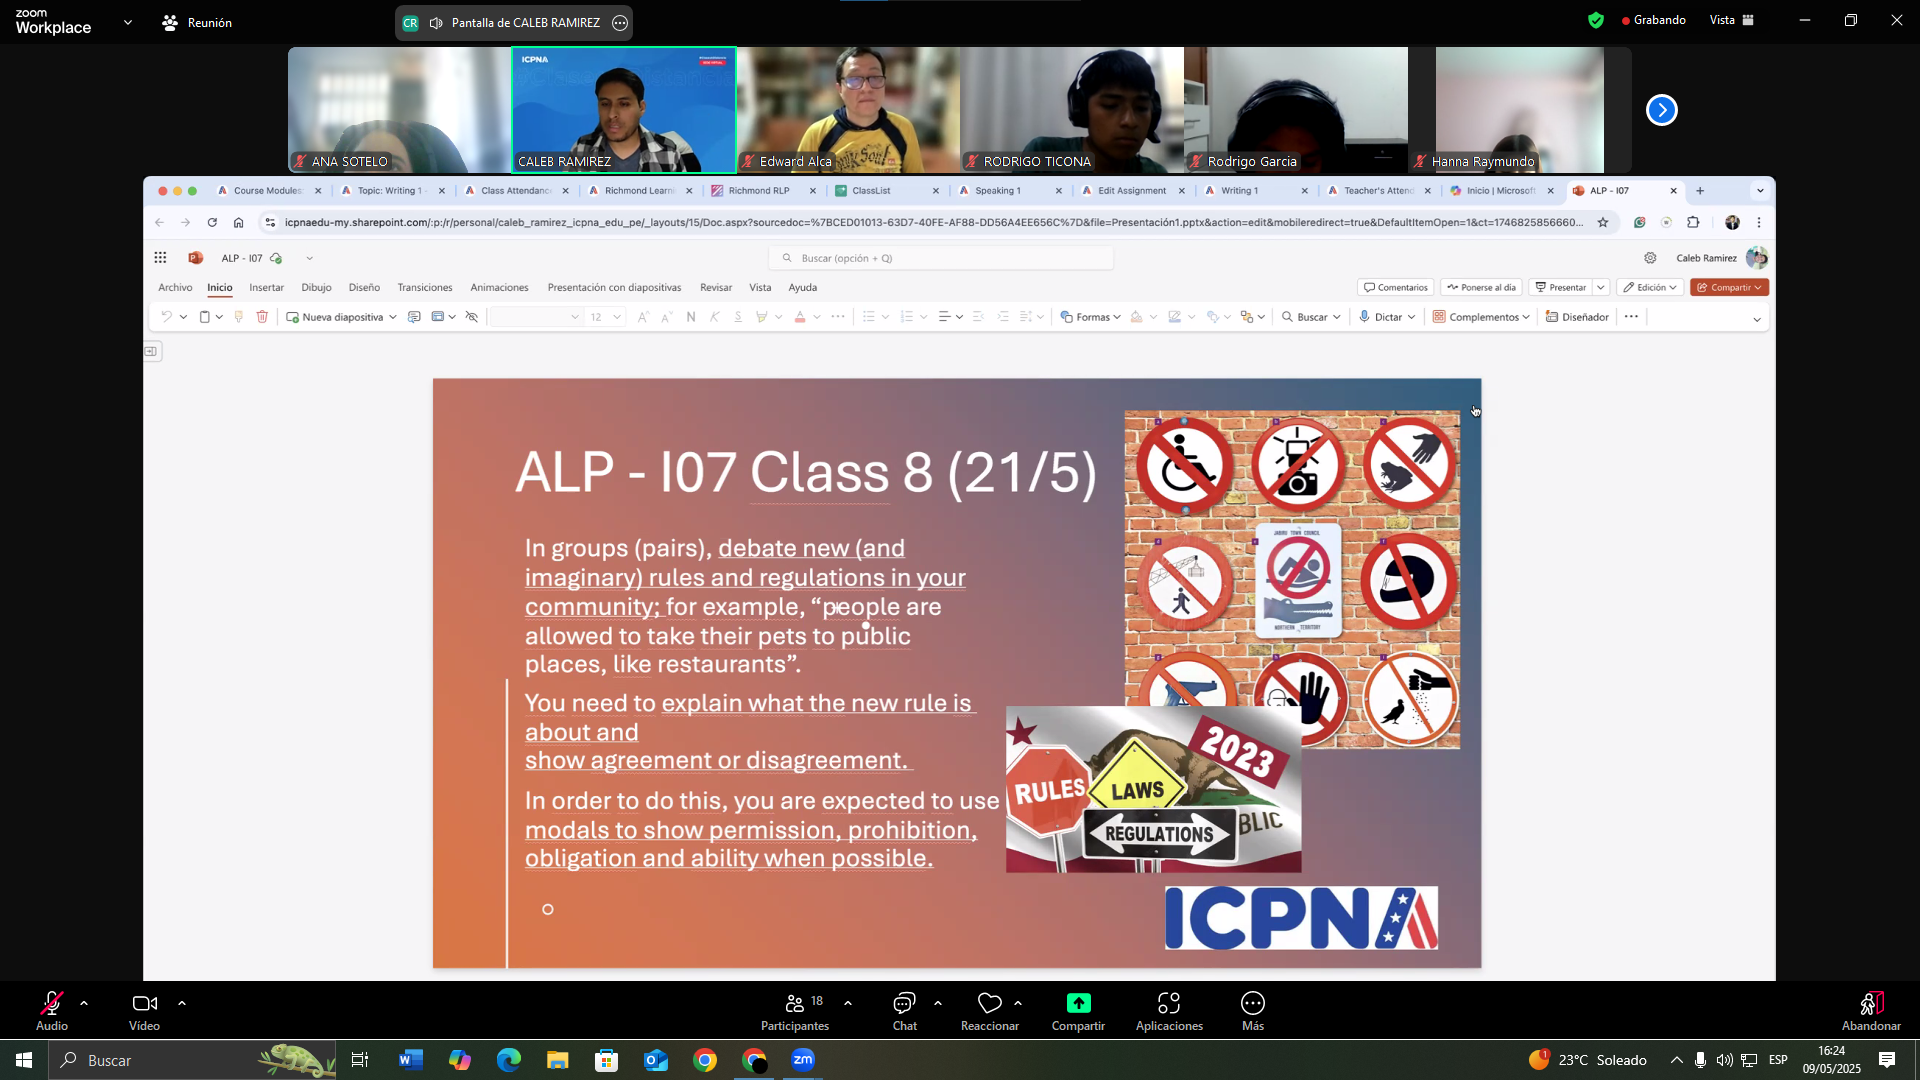 zoom
Workplace
Reunión
CR Pantalla de CALEB RAMIREZ
Grabando
Vista
ICPNA
ANA SOTELO
CALEB RAMIREZ
Edward Alca
RODRIGO TICONA
Rodrigo Garcia
Hanna Raymundo
Course Modules:
Topic: Writing 1 -
Class Attendanc
Richmond Learni
Richmond RLP
ClassList
Speaking 1
Edit Assignment
Writing 1
Teacher's Attend
Inicio | Microsoft
ALP - I07
icpnaedu-my.sharepoint.com/:p:/r/personal/caleb_ramirez_icpna_edu_pe/_layouts/15/Doc.aspx?sourcedoc=%7BCED01013-63D7-40FE-AF88-DD56A4EE656C%7D&file=Presentación1.pptx&action=edit&mobileredirect=true&DefaultItemOpen=1&ct=1746825856660...
ALP - I07
Buscar (opción + Q)
Caleb Ramirez
Archivo
Inicio
Insertar
Dibujo
Diseño
Transiciones
Animaciones
Presentación con diapositivas
Revisar
Vista
Ayuda
Comentarios
Ponerse al día
Presentar
Edición
Compartir
Nueva diapositiva
12
N
K
S
Formas
Buscar
Dictar
Complementos
Diseñador
ALP - I07 Class 8 (21/5)
In groups (pairs), debate new (and
imaginary) rules and regulations in your
community; for example, “people are
allowed to take their pets to public
places, like restaurants”.
You need to explain what the new rule is
about and
show agreement or disagreement.
In order to do this, you are expected to use
modals to show permission, prohibition,
obligation and ability when possible.
JABIRU TOWN COUNCIL
NORTHERN TERRITORY
2023
RULES
LAWS
REGULATIONS
BLIC
ICPNA
Audio
Vídeo
18
Participantes
Chat
Reaccionar
Compartir
Aplicaciones
Más
Abandonar
Buscar
zm
1
23°C Soleado
ESP
16:24
09/05/2025